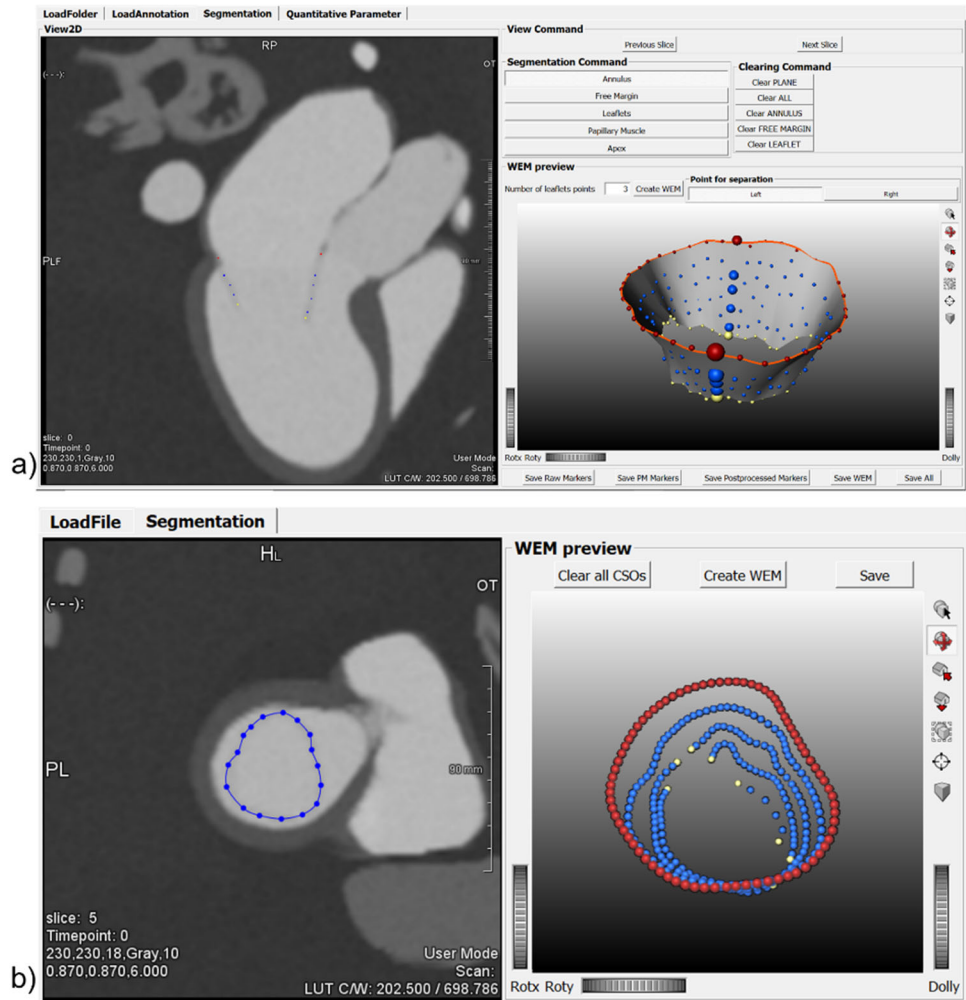 LoadFolder LoadAnnotation Segmentation Quantitative Parameter
View2D
RP
(- -):
OT
PLF
90 mm
slice: 0
Timepoint: 0
230,230,1,Gray,10
0.870,0.870,6.000
User Mode
Scan:
LUT C/W: 202.500 / 698.786
View Command
Previous Slice Next Slice
Segmentation Command
Annulus
Free Margin
Leaflets
Papillary Muscle
Apex
Clearing Command
Clear PLANE
Clear ALL
Clear ANNULUS
Clear FREE MARGIN
Clear LEAFLET
WEM preview
Number of leaflets points 3 Create WEM
Point for separation
Left Right
Rotx Roty Dolly
Save Raw Markers Save PM Markers Save Postprocessed Markers Save WEM Save All
a)
LoadFile Segmentation
HL
OT
(- - -):
PL
90 mm
slice: 5
Timepoint: 0
230,230,18,Gray,10
0.870,0.870,6.000
User Mode
Scan:
LUT C/W: 202.500 / 698.786
WEM preview
Clear all CSOs Create WEM Save
Rotx Roty Dolly
b)